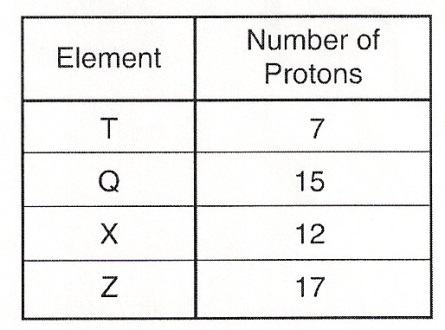 Element Number of
Protons
T 7
Q 15
X 12
Z 17